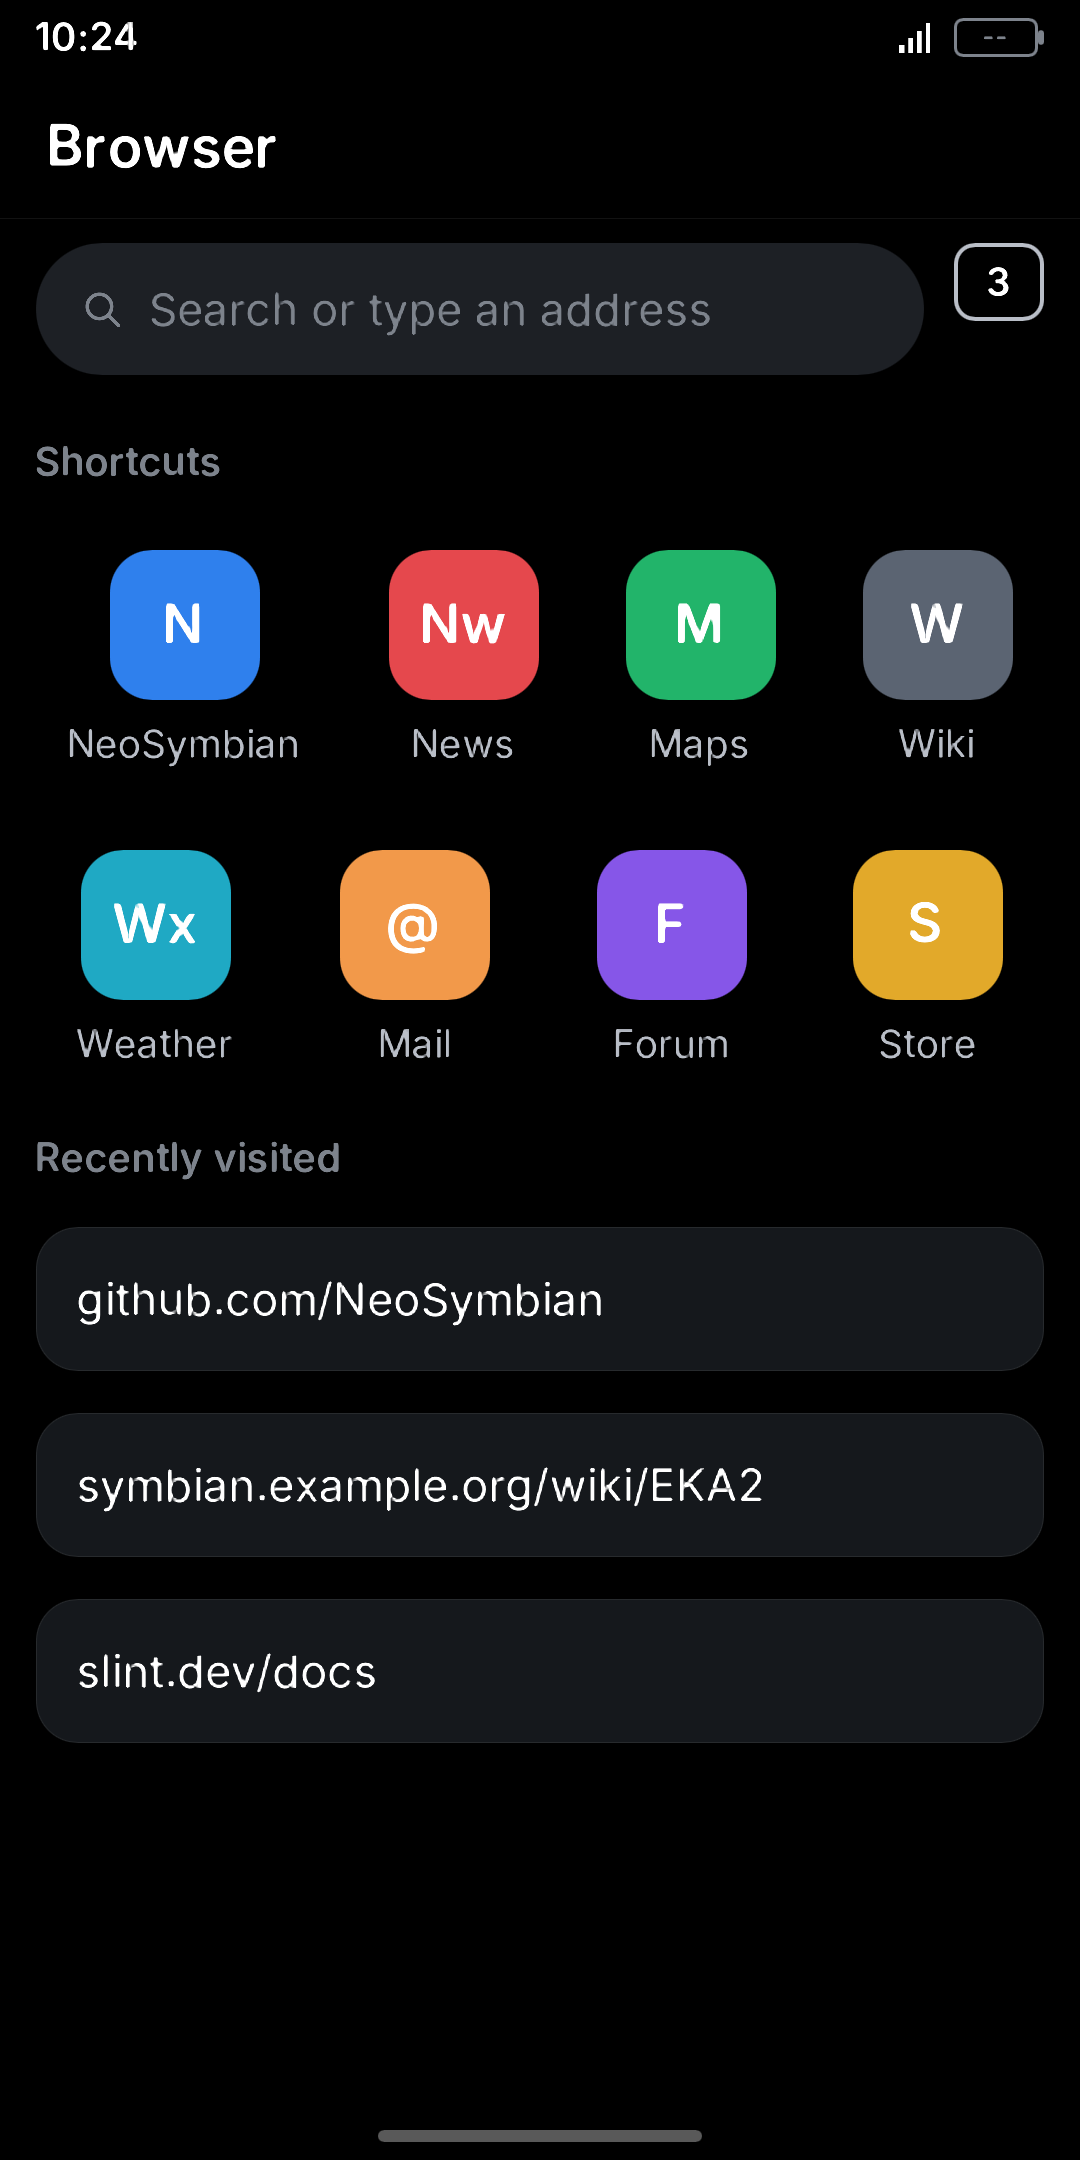 10:24
--
Browser
Search or type an address
3
Shortcuts
N Nw M W
NeoSymbian News Maps Wiki
Wx @ F S
Weather Mail Forum Store
Recently visited
github.com/NeoSymbian
symbian.example.org/wiki/EKA2
slint.dev/docs